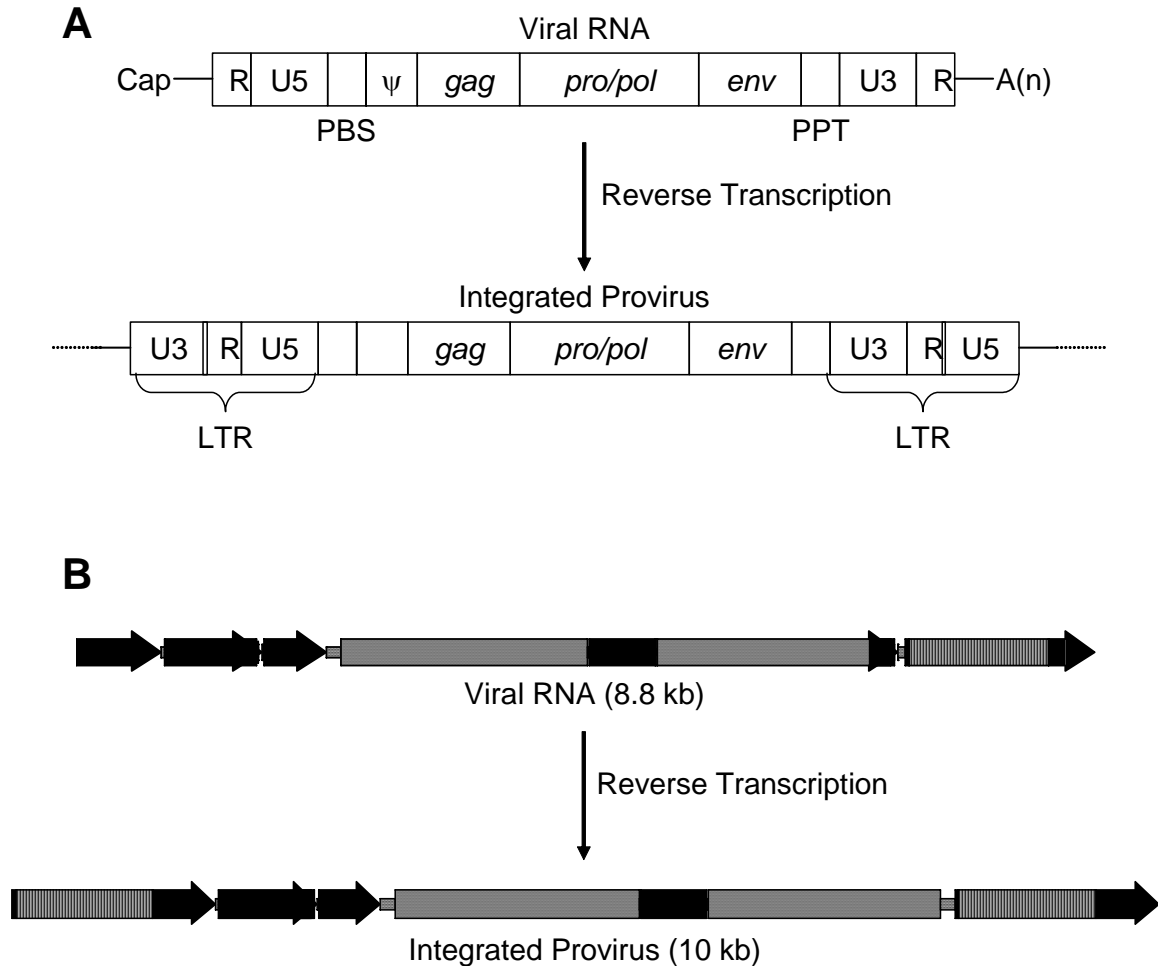 A
Viral RNA
Cap R U5 ψ gag pro/pol env U3 R A(n)
PBS PPT
Reverse Transcription
Integrated Provirus
U3 R U5 gag pro/pol env U3 R U5
LTR LTR
B
Viral RNA (8.8 kb)
Reverse Transcription
Integrated Provirus (10 kb)